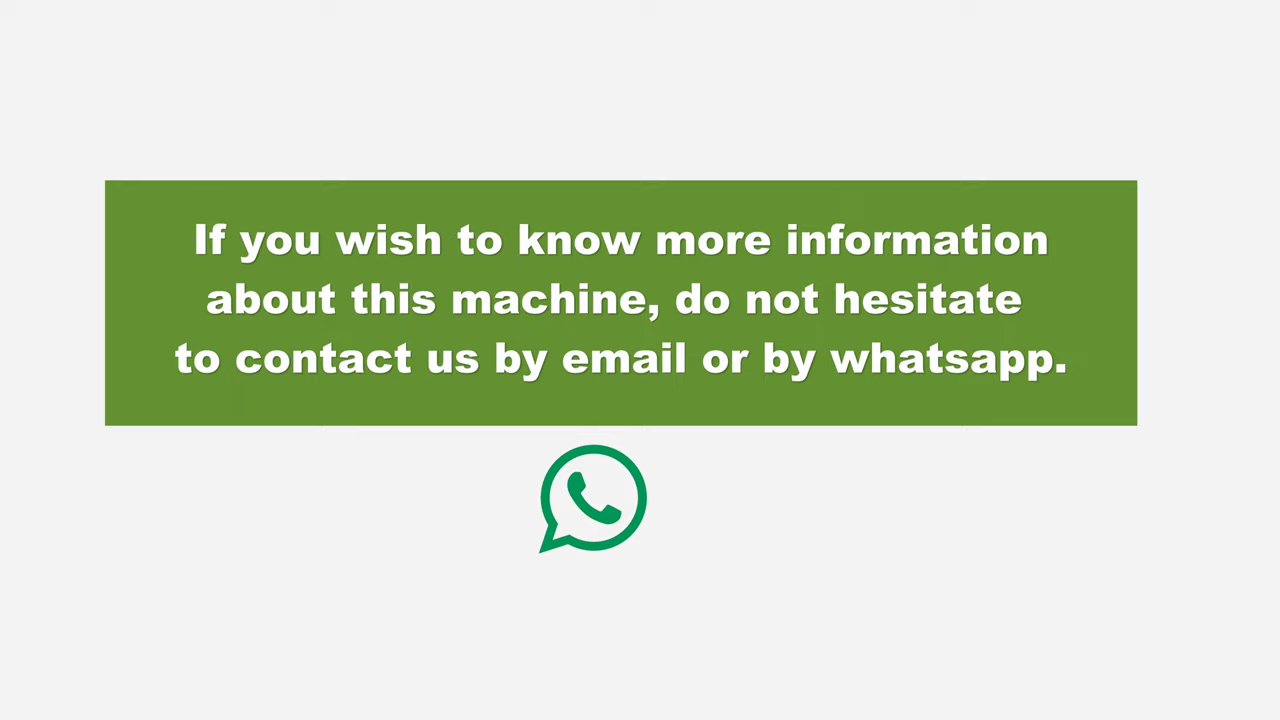 If you wish to know more information
about this machine, do not hesitate
to contact us by email or by whatsapp.